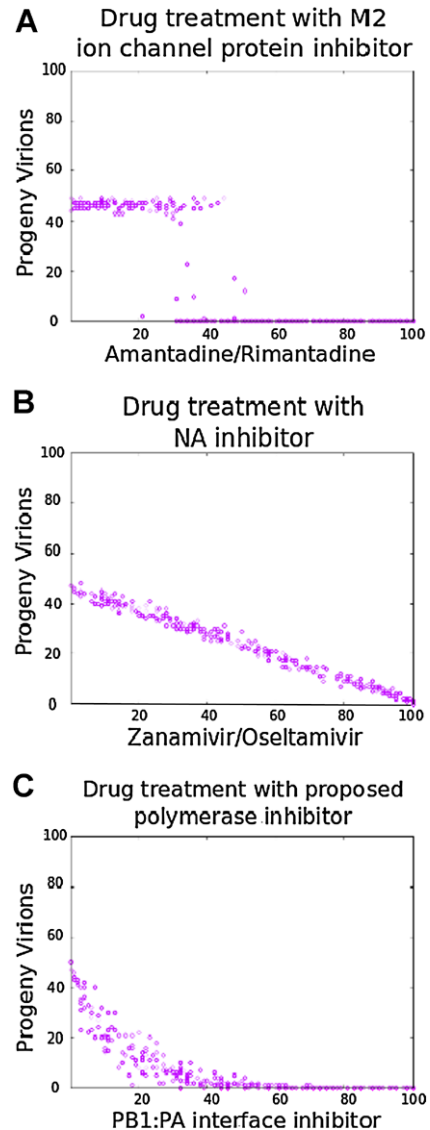 A
Drug treatment with M2
ion channel protein inhibitor
100
80
60
40
20
0
Progeny Virions
20 40 60 80 100
Amantadine/Rimantadine
B
Drug treatment with
NA inhibitor
100
80
60
40
20
0
Progeny Virions
20 40 60 80 100
Zanamivir/Oseltamivir
C
Drug treatment with proposed
polymerase inhibitor
100
80
60
40
20
0
Progeny Virions
20 40 60 80 100
PB1:PA interface inhibitor